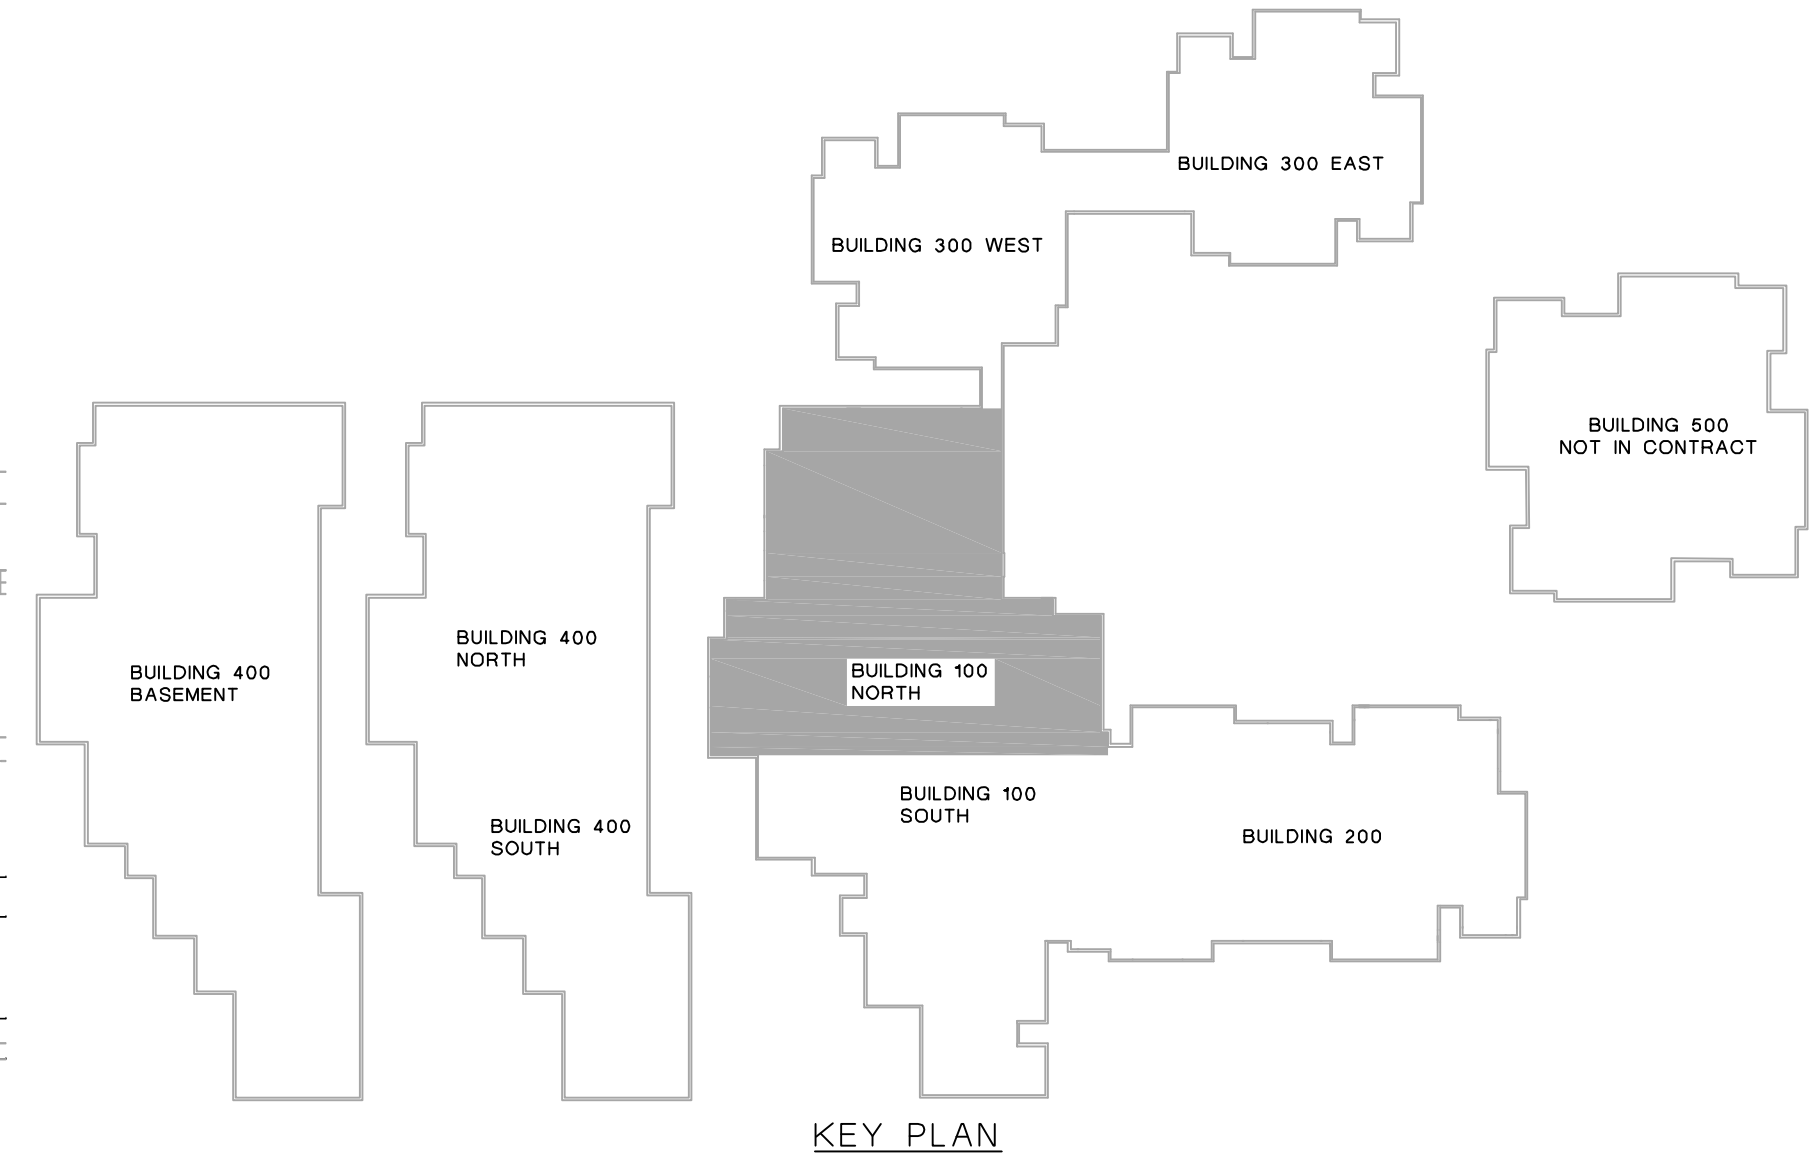 BUILDING 300 EAST
BUILDING 300 WEST
BUILDING 500
NOT IN CONTRACT
BUILDING 400
NORTH
BUILDING 400
BASEMENT
BUILDING 100
NORTH
BUILDING 100
SOUTH
BUILDING 400
SOUTH
BUILDING 200
KEY PLAN